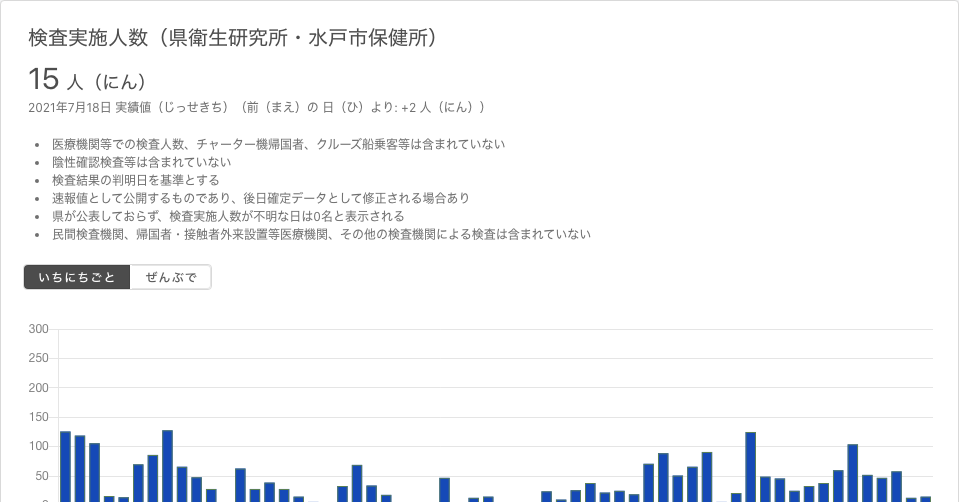 検査実施人数（県衛生研究所・水戸市保健所）
15 人（にん）
2021年7月18日 実績値（じっせきち）（前（まえ）の 日（ひ）より: +2 人（にん））
• 医療機関等での検査人数、チャーター機帰国者、クルーズ船乗客等は含まれていない
• 陰性確認検査等は含まれていない
• 検査結果の判明日を基準とする
• 速報値として公開するものであり、後日確定データとして修正される場合あり
• 県が公表しておらず、検査実施人数が不明な日は0名と表示される
• 民間検査機関、帰国者・接触者外来設置等医療機関、その他の検査機関による検査は含まれていない
いちにちごと ぜんぶで
300
250
200
150
100
50